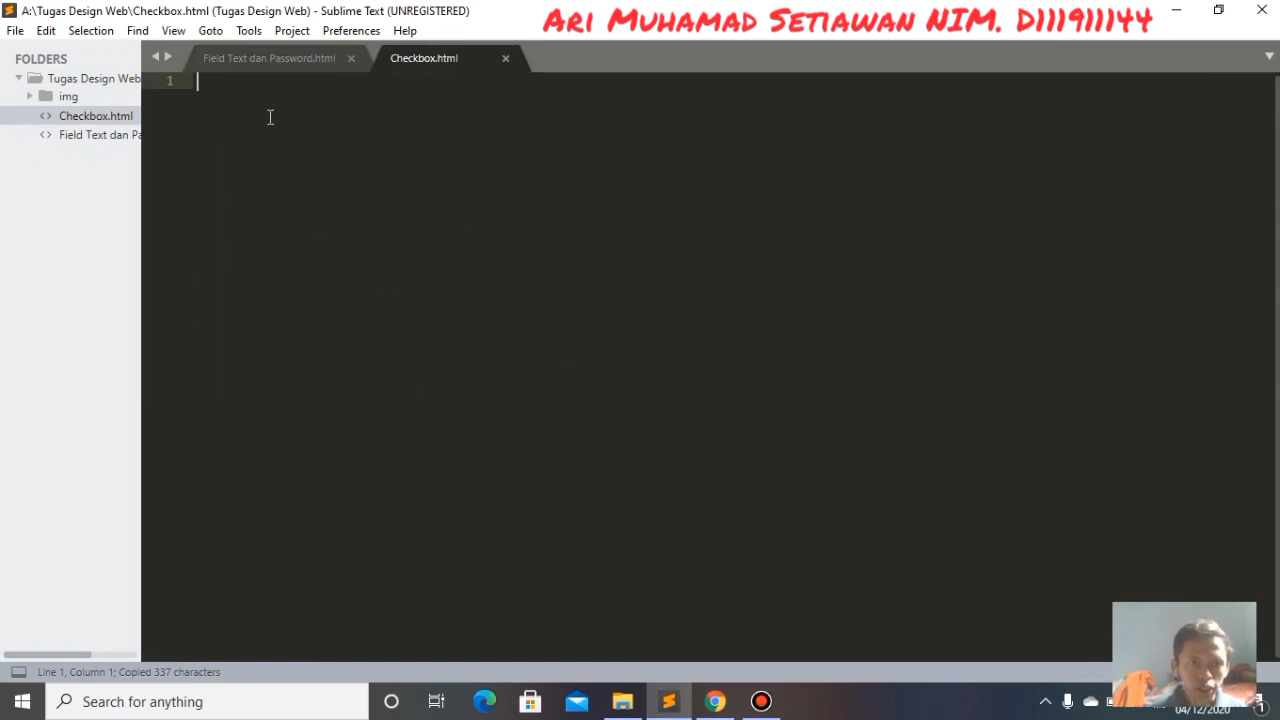 A:\Tugas Design Web\Checkbox.html (Tugas Design Web) - Sublime Text (UNREGISTERED)
Ari Muhamad Setiawan NIM. D111911144
File Edit Selection Find View Goto Tools Project Preferences Help
FOLDERS
Field Text dan Password.html
Checkbox.html
Tugas Design Web
img
Checkbox.html
Field Text dan Pa
1
Line 1, Column 1; Copied 337 characters
Search for anything
04/12/2020
1